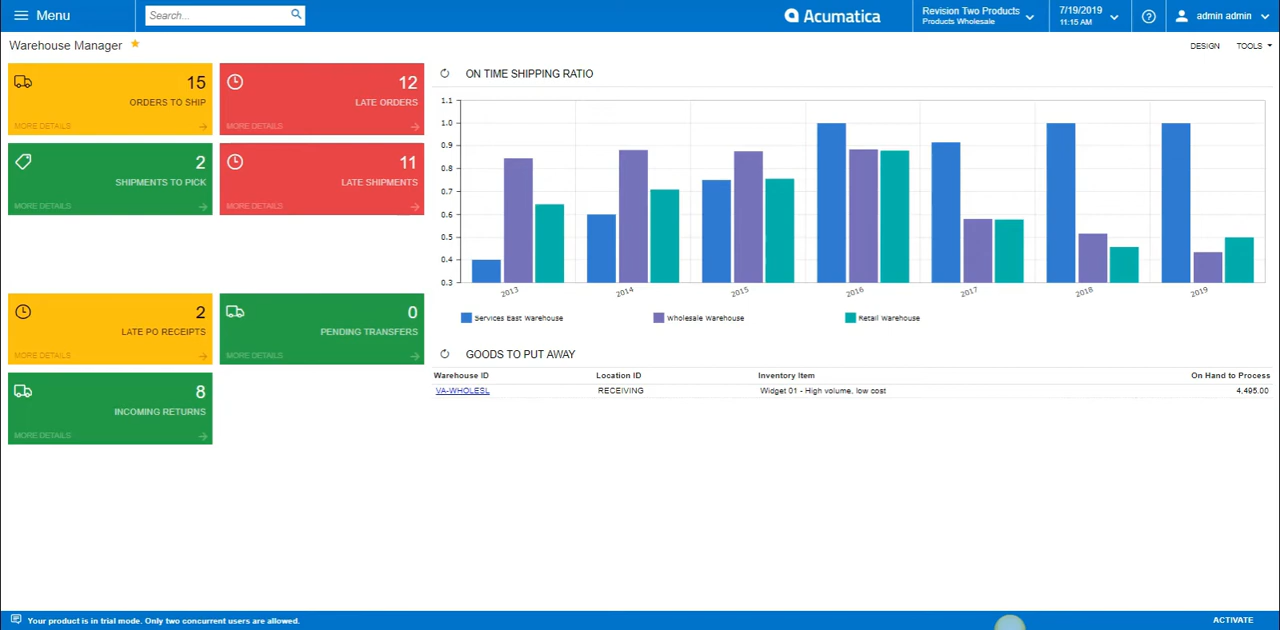 Menu
Search...
Acumatica
Revision Two Products
Products Wholesale
7/19/2019
11:15 AM
admin admin
Warehouse Manager
DESIGN
TOOLS
15
ORDERS TO SHIP
MORE DETAILS
12
LATE ORDERS
MORE DETAILS
2
SHIPMENTS TO PICK
MORE DETAILS
11
LATE SHIPMENTS
MORE DETAILS
2
LATE PO RECEIPTS
MORE DETAILS
0
PENDING TRANSFERS
MORE DETAILS
8
INCOMING RETURNS
MORE DETAILS
ON TIME SHIPPING RATIO
1.1
1.0
0.9
0.8
0.7
0.6
0.5
0.4
0.3
2013 2014 2015 2016 2017 2018 2019
Services East Warehouse Wholesale Warehouse Retail Warehouse
GOODS TO PUT AWAY
Warehouse ID Location ID Inventory Item On Hand to Process
VA-WHOLESL RECEIVING Widget 01 - High volume, low cost 4,495.00
Your product is in trial mode. Only two concurrent users are allowed.
ACTIVATE